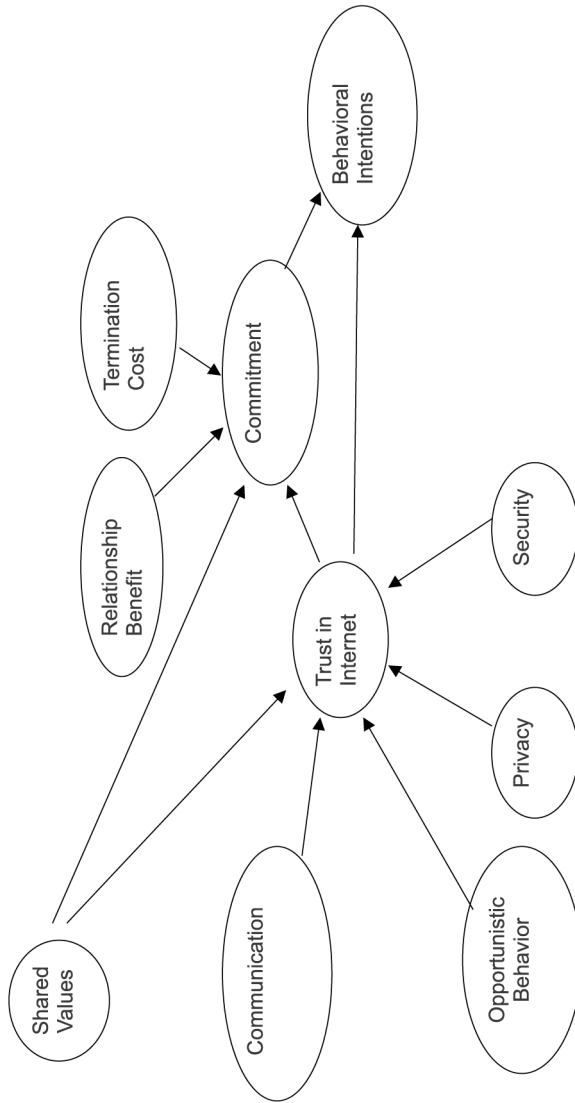 Shared
Values
Communication
Opportunistic
Behavior
Relationship
Benefit
Termination
Cost
Trust in
Internet
Commitment
Privacy
Security
Behavioral
Intentions